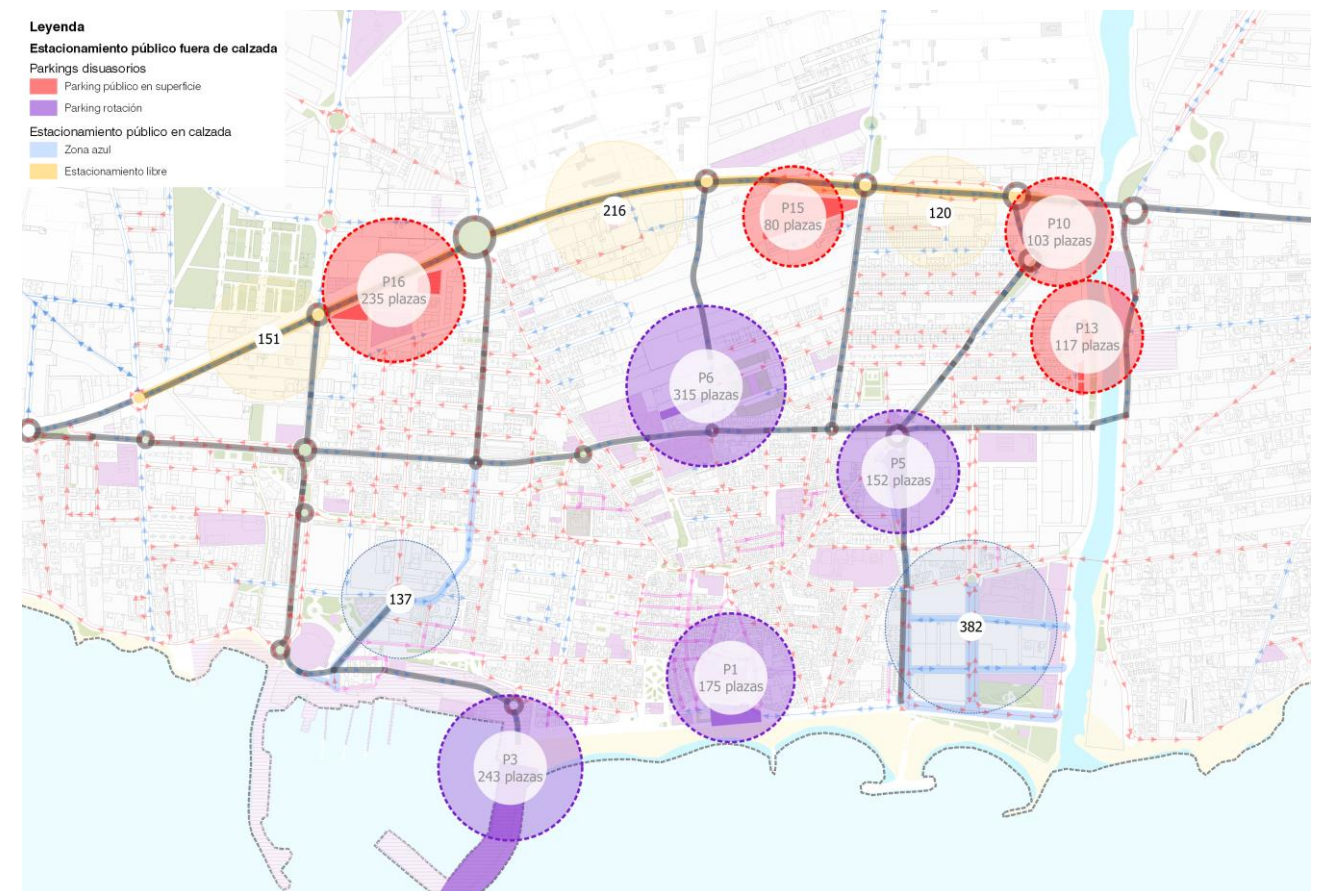 Leyenda
Estacionamiento público fuera de calzada
Parkings disuasorios
Parking público en superficie
Parking rotación
Estacionamiento público en calzada
Zona azul
Estacionamiento libre
216
P15
80 plazas
120
P10
103 plazas
P16
235 plazas
151
P13
117 plazas
P6
315 plazas
P5
152 plazas
137
382
P1
175 plazas
P3
243 plazas